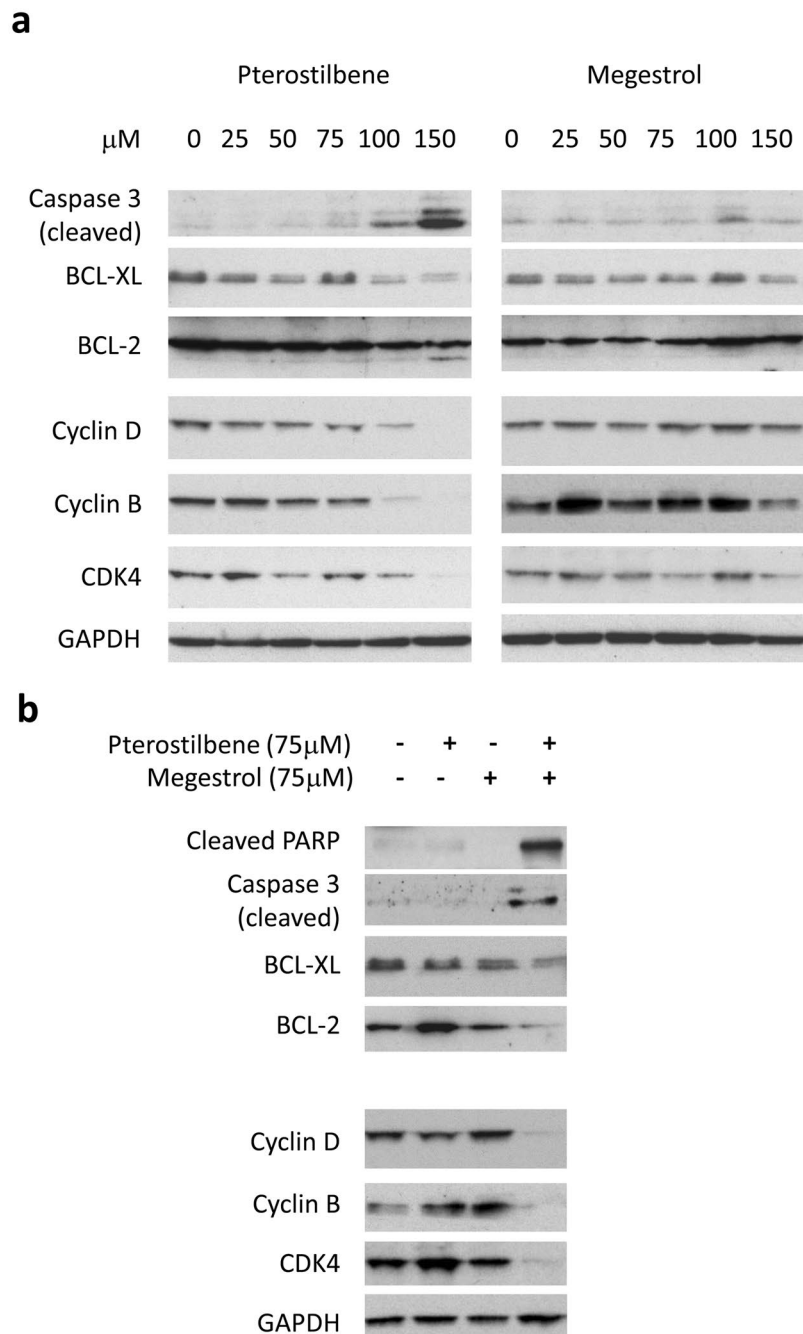 a
Pterostilbene Megestrol
μM 0 25 50 75 100 150 0 25 50 75 100 150
Caspase 3
(cleaved)
BCL-XL
BCL-2
Cyclin D
Cyclin B
CDK4
GAPDH
b
Pterostilbene (75μM) - + - +
Megestrol (75μM) - - + +
Cleaved PARP
Caspase 3
(cleaved)
BCL-XL
BCL-2
Cyclin D
Cyclin B
CDK4
GAPDH